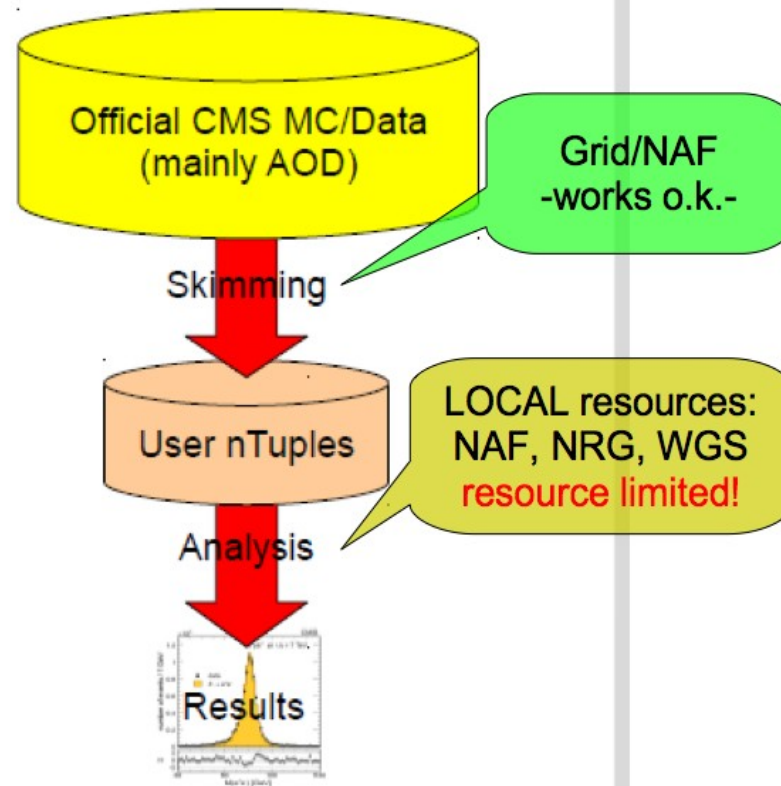 Official CMS MC/Data
(mainly AOD)
Grid/NAF
-works o.k.-
Skimming
User nTuples
LOCAL resources:
NAF, NRG, WGS
resource limited!
Analysis
Results